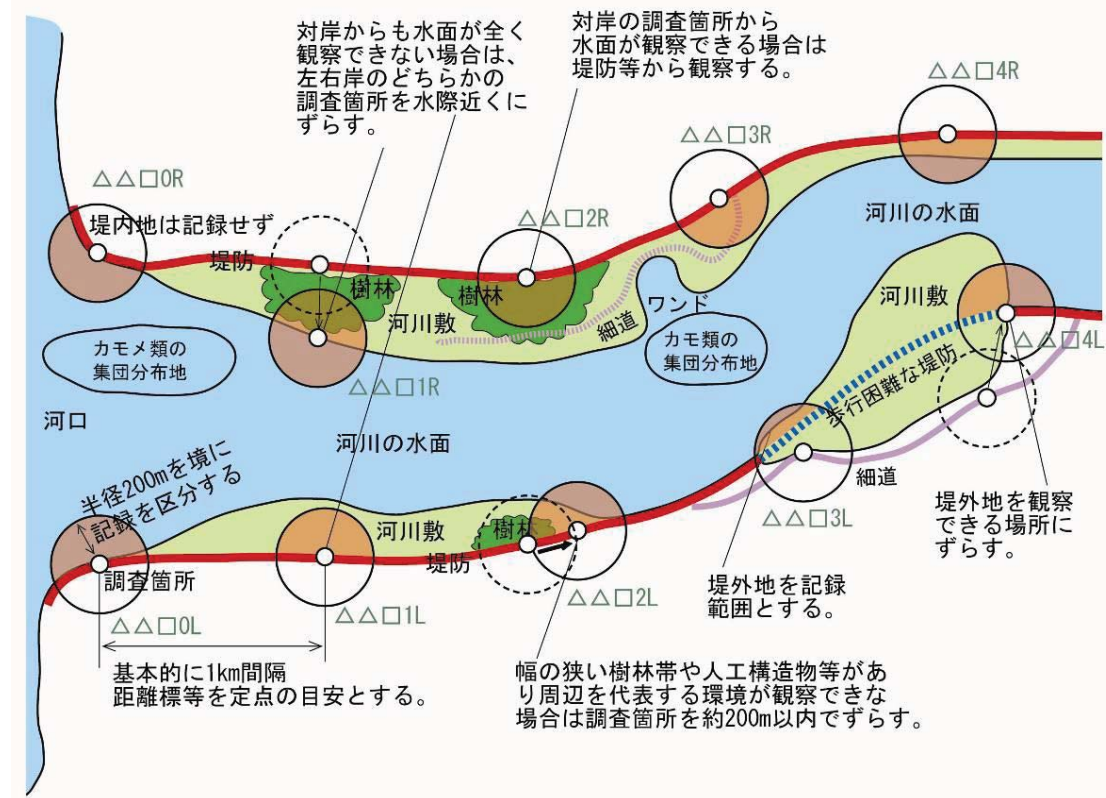 対岸からも水面が全く
観察できない場合は、
左右岸のどちらかの
調査箇所を水際近くに
ずらす。
対岸の調査箇所から
水面が観察できる場合は
堤防等から観察する。
△△□4R
△△□3R
△△□0R
△△□2R
堤内地は記録せず
堤防
樹林
樹林
河川の水面
河川敷
河川敷
細道
ワンド
カモメ類の
集団分布地
カモ類の
集団分布地
△△□1R
△△□4L
歩行困難な堤防
河口
河川の水面
半径200mを境に
記録を区分する
細道
河川敷
樹林
堤防
△△□3L
堤外地を観察
できる場所に
ずらす。
調査箇所
△△□0L
△△□1L
△△□2L
堤外地を記録
範囲とする。
基本的に1km間隔
距離標等を定点の目安とする。
幅の狭い樹林帯や人工構造物等があ
り周辺を代表する環境が観察できな
場合は調査箇所を約200m以内でずらす。